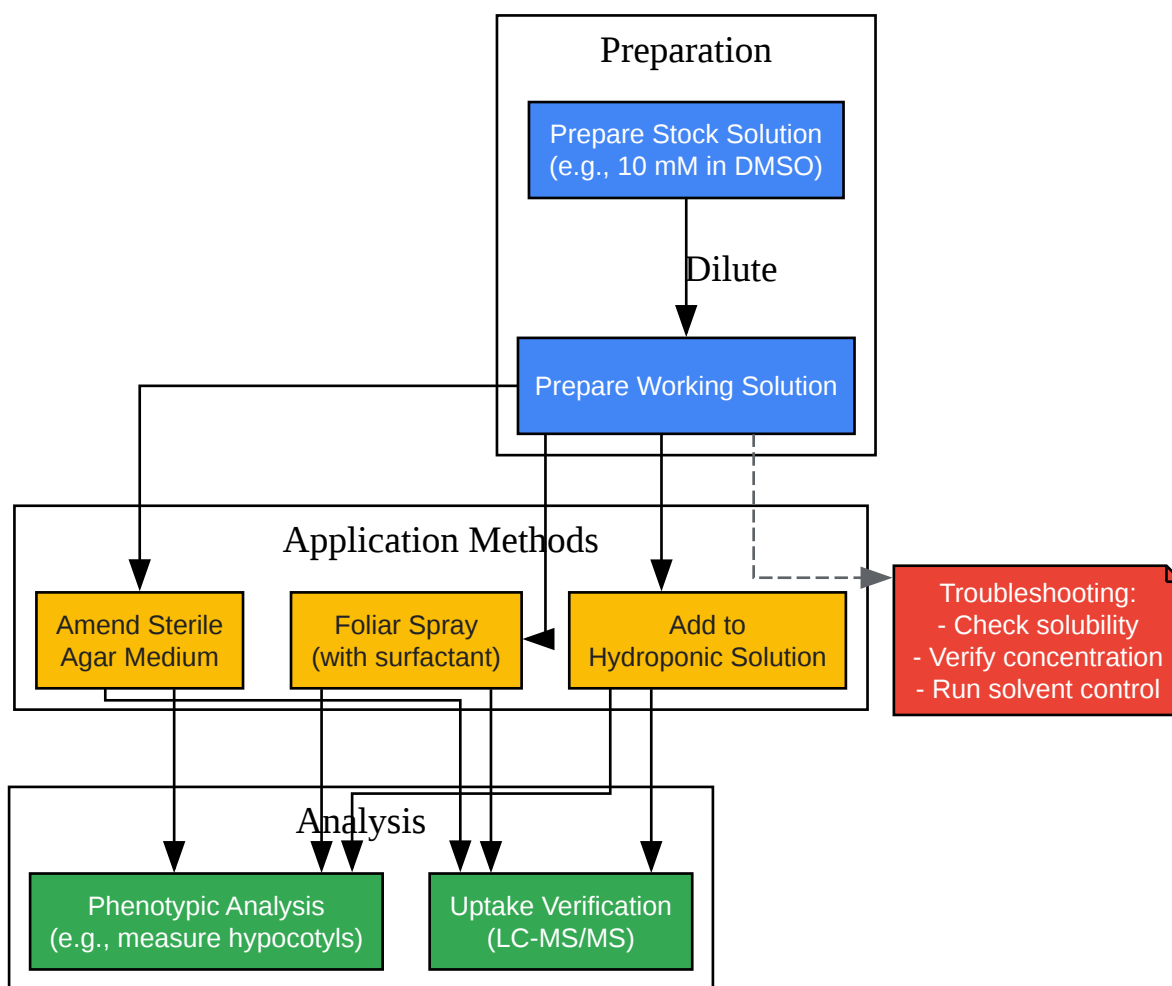 Preparation
Prepare Stock Solution
(e.g., 10 mM in DMSO)
Dilute
Prepare Working Solution
Application Methods
Amend Sterile
Agar Medium
Foliar Spray
(with surfactant)
Add to
Hydroponic Solution
Troubleshooting:
- Check solubility
- Verify concentration
- Run solvent control
Analysis
Phenotypic Analysis
(e.g., measure hypocotyls)
Uptake Verification
(LC-MS/MS)